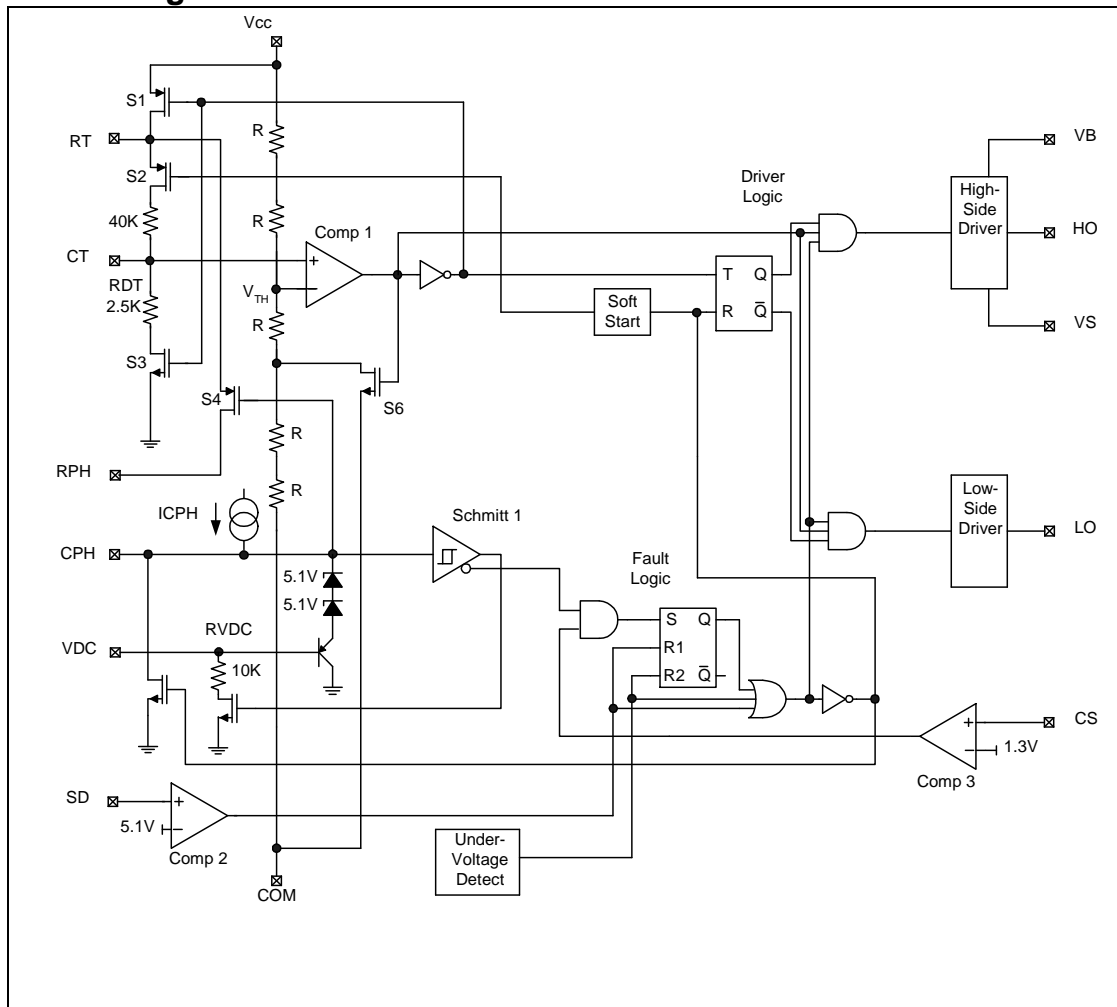 Vcc
S1
R
VB
RT
S2
Driver
Logic
High-
Side
Driver
40K
R
Comp 1
HO
CT
+
RDT
2.5K
VTH
−
T
Q
Soft
Start
R
Q̅
VS
R
S3
S4
S6
R
RPH
R
ICPH
Schmitt 1
Low-
Side
Driver
LO
CPH
5.1V
5.1V
Fault
Logic
S
Q
VDC
RVDC
R1
10K
R2
Q̅
CS
+
−
1.3V
Comp 3
SD
+
5.1V
−
Comp 2
Under-
Voltage
Detect
COM